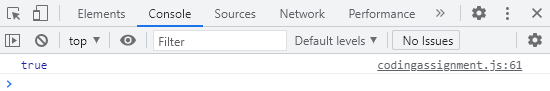 Elements Console Sources Network Performance
top Filter Default levels No Issues
true codingassignment.js:61